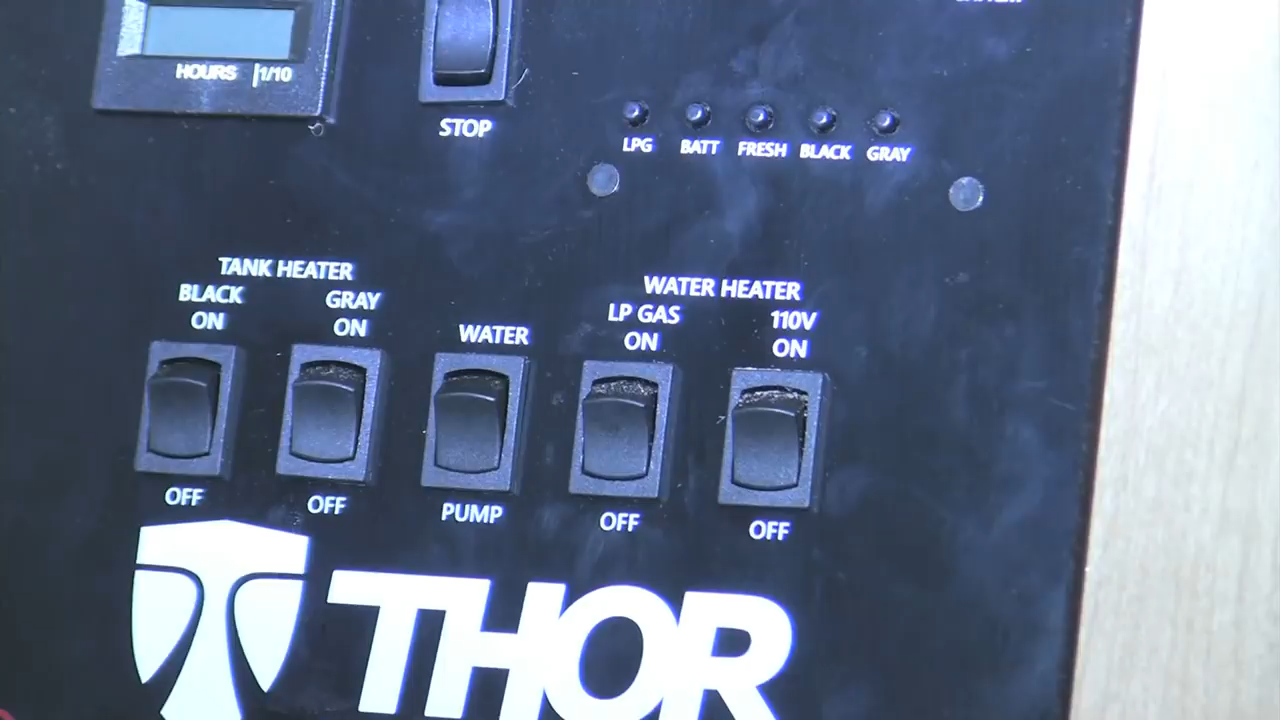 HOURS 1/10
STOP
LPG BATT FRESH BLACK GRAY
TANK HEATER
BLACK ON
GRAY ON
WATER
WATER HEATER
LP GAS ON
110V ON
OFF
OFF
PUMP
OFF
OFF
THOR